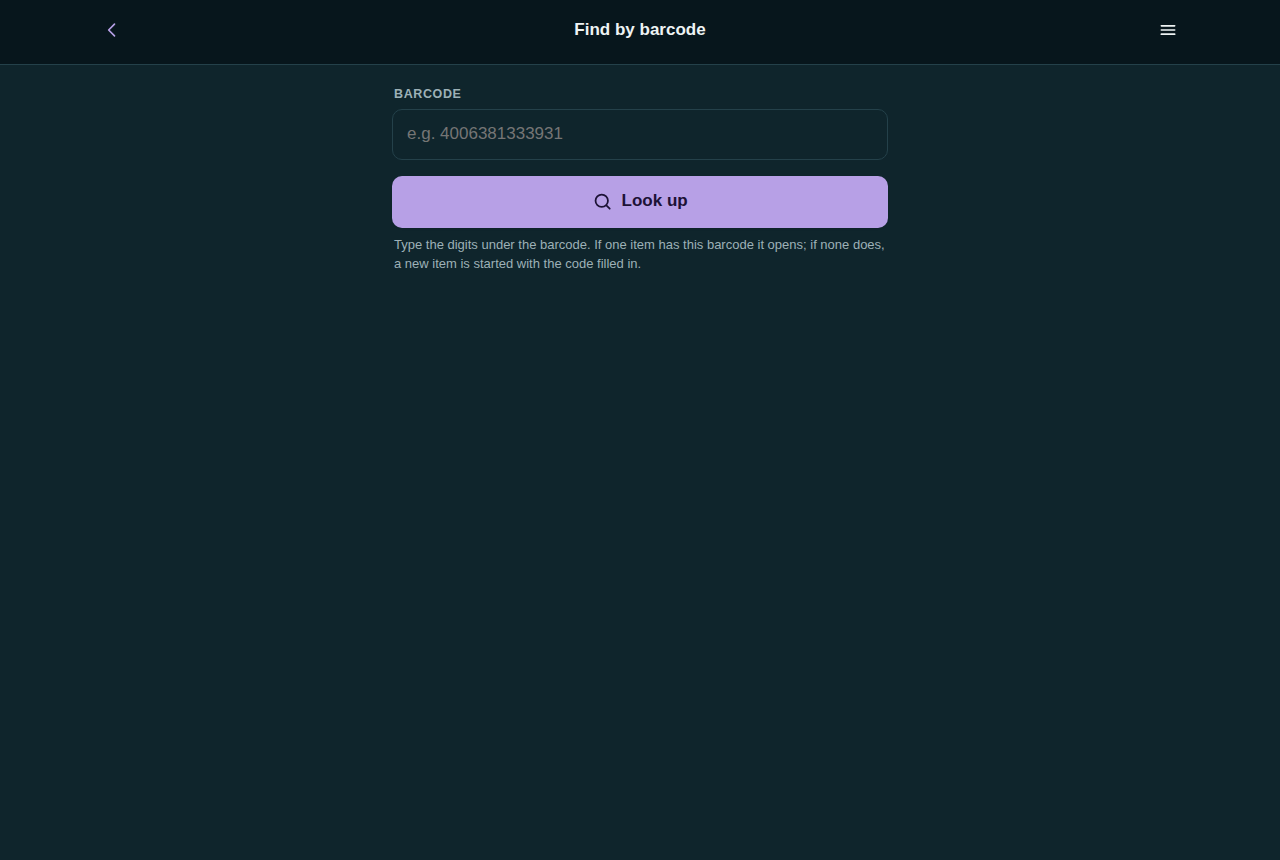 Find by barcode
BARCODE
e.g. 4006381333931
Look up
Type the digits under the barcode. If one item has this barcode it opens; if none does,
a new item is started with the code filled in.